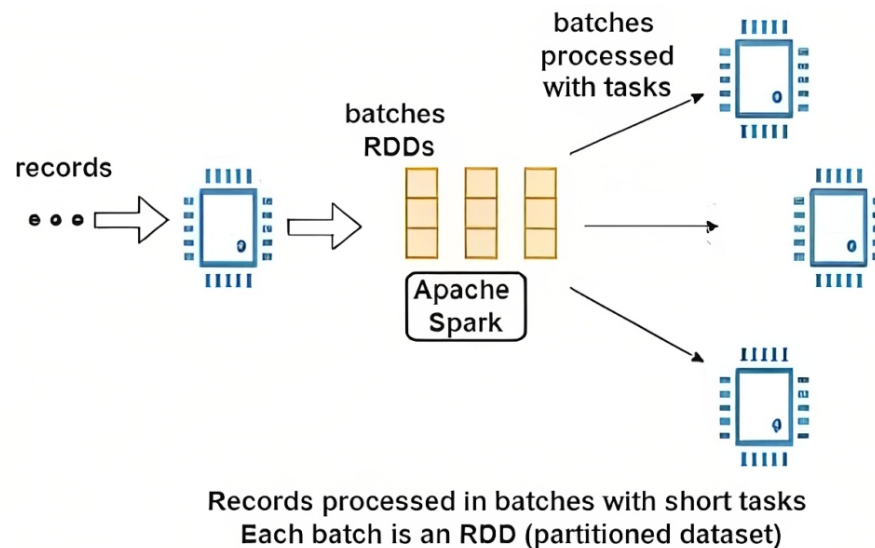 batches
processed
with tasks
batches
RDDs
records
Apache
Spark
Records processed in batches with short tasks
Each batch is an RDD (partitioned dataset)